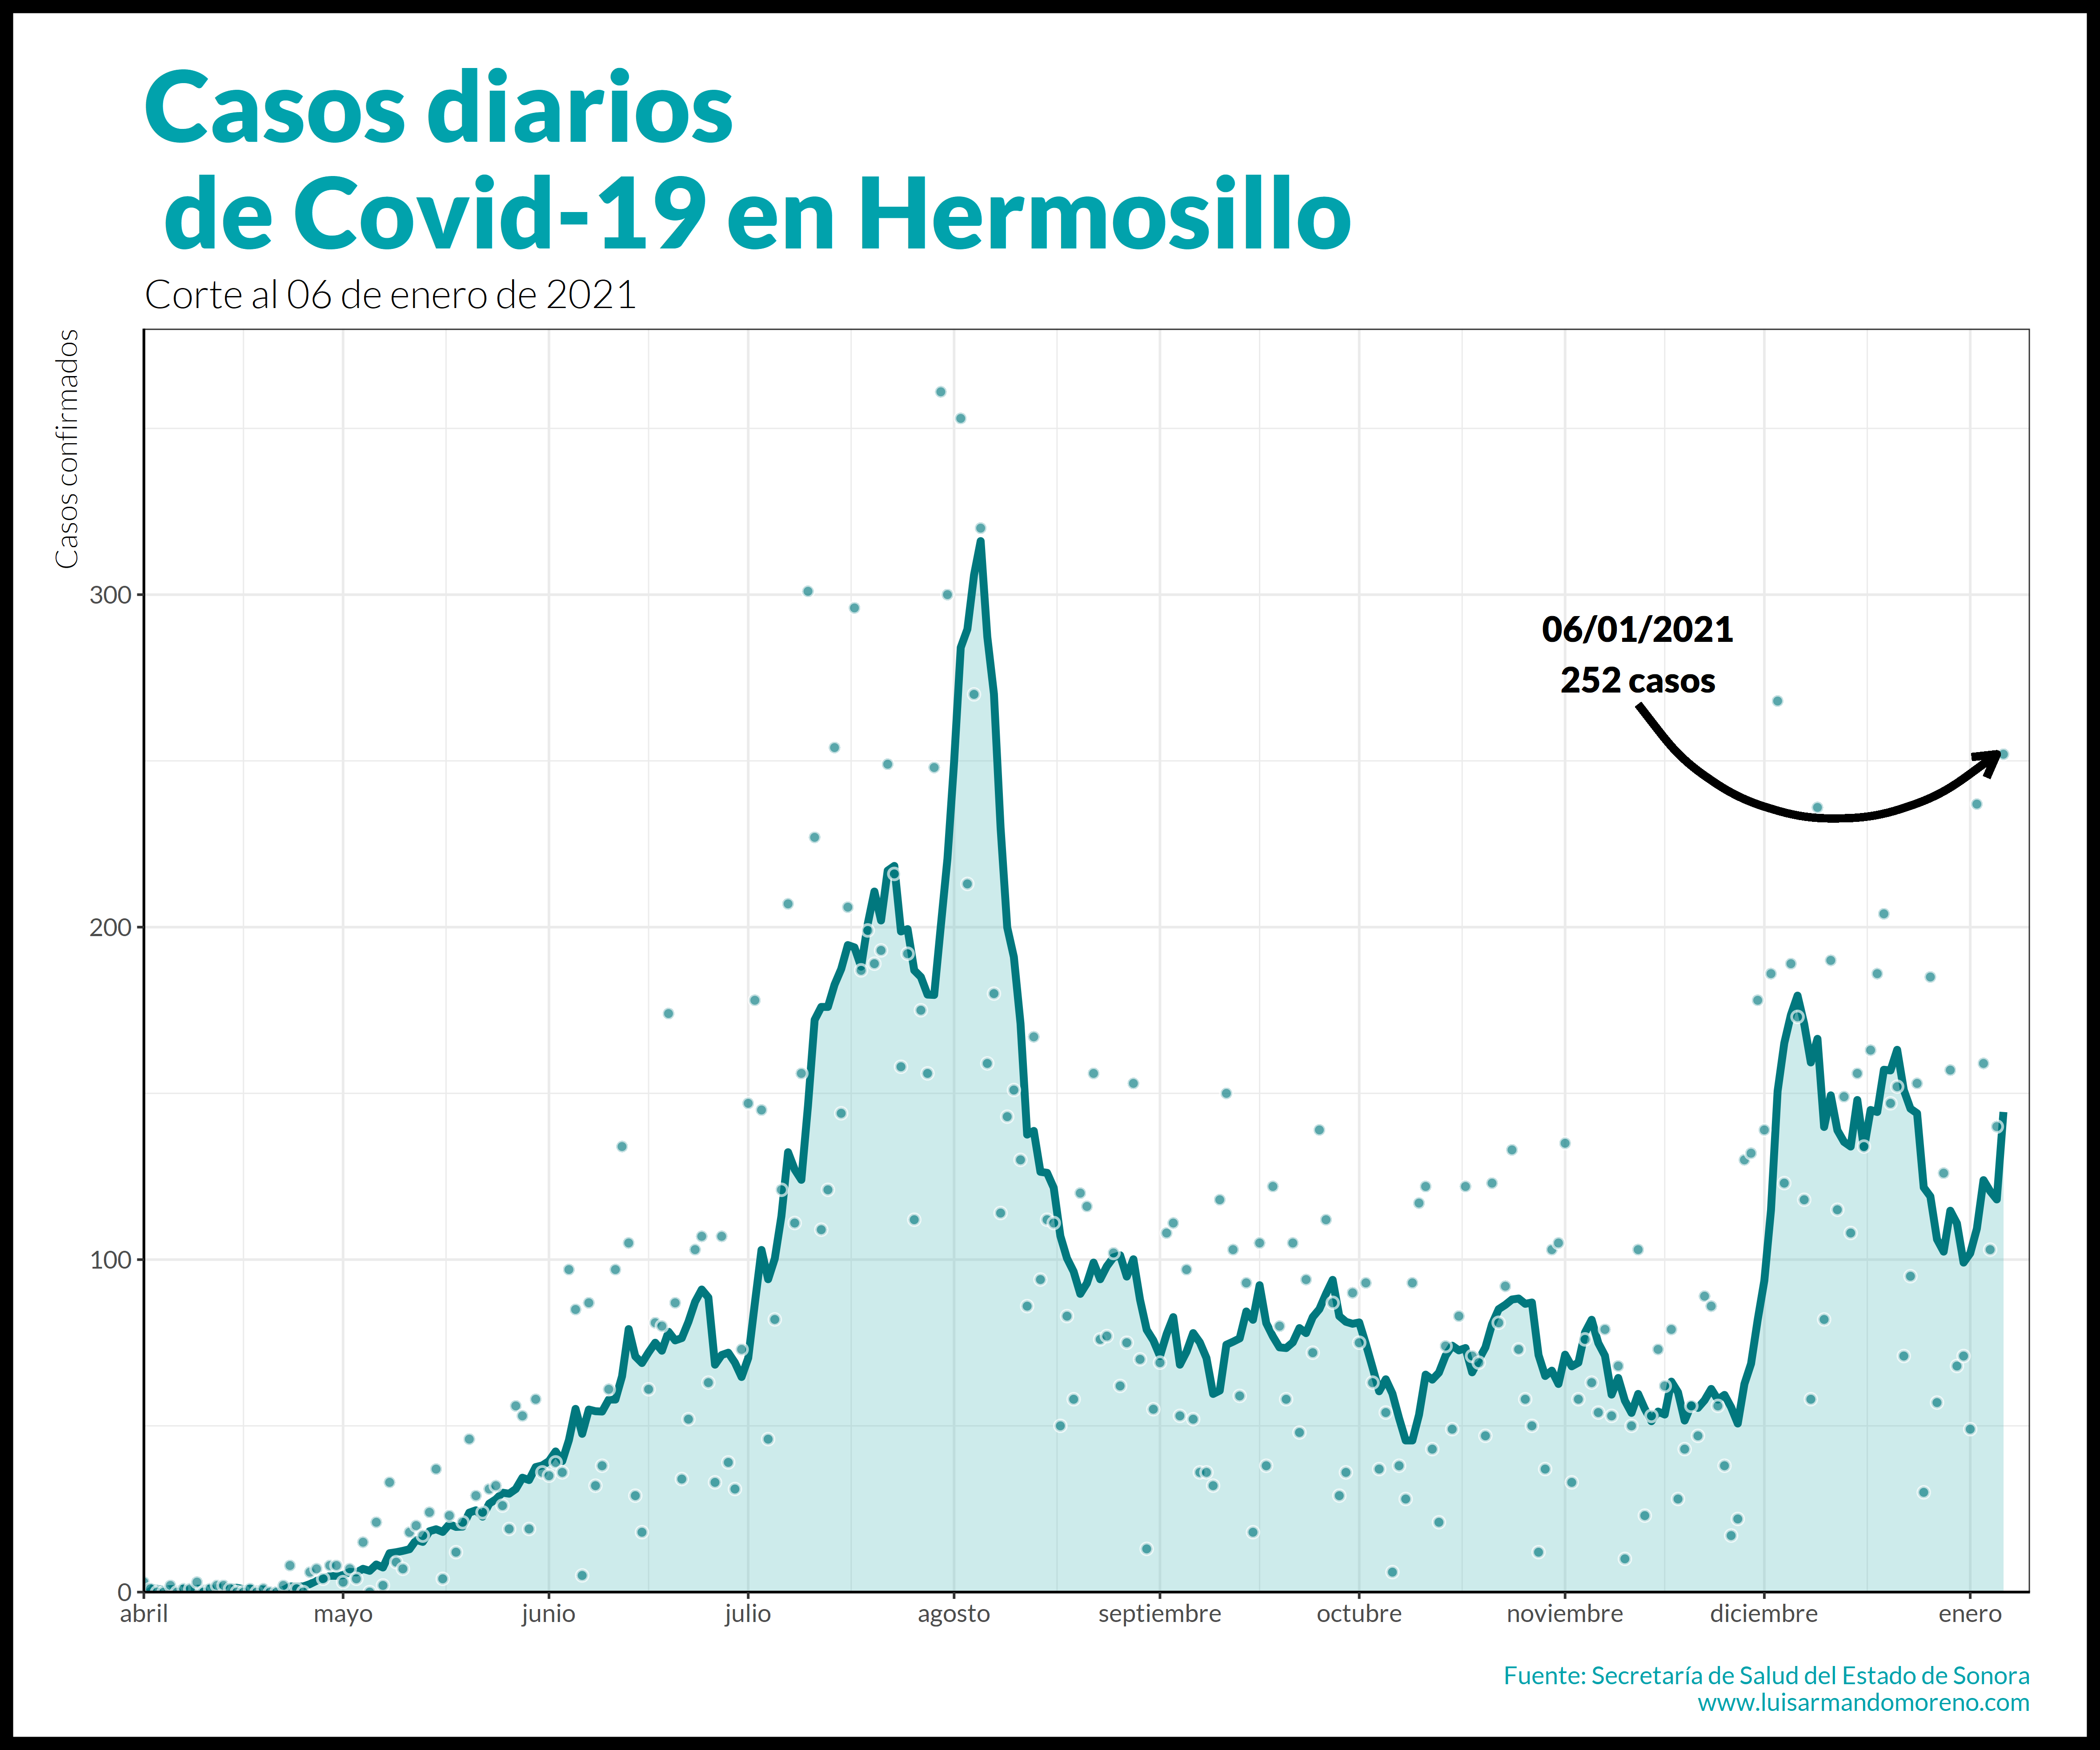 Casos diarios
de Covid-19 en Hermosillo
Corte al 06 de enero de 2021
Casos confirmados
300
200
100
0
06/01/2021
252 casos
abril mayo junio julio agosto septiembre octubre noviembre diciembre enero
Fuente: Secretaría de Salud del Estado de Sonora
www.luisarmandomoreno.com